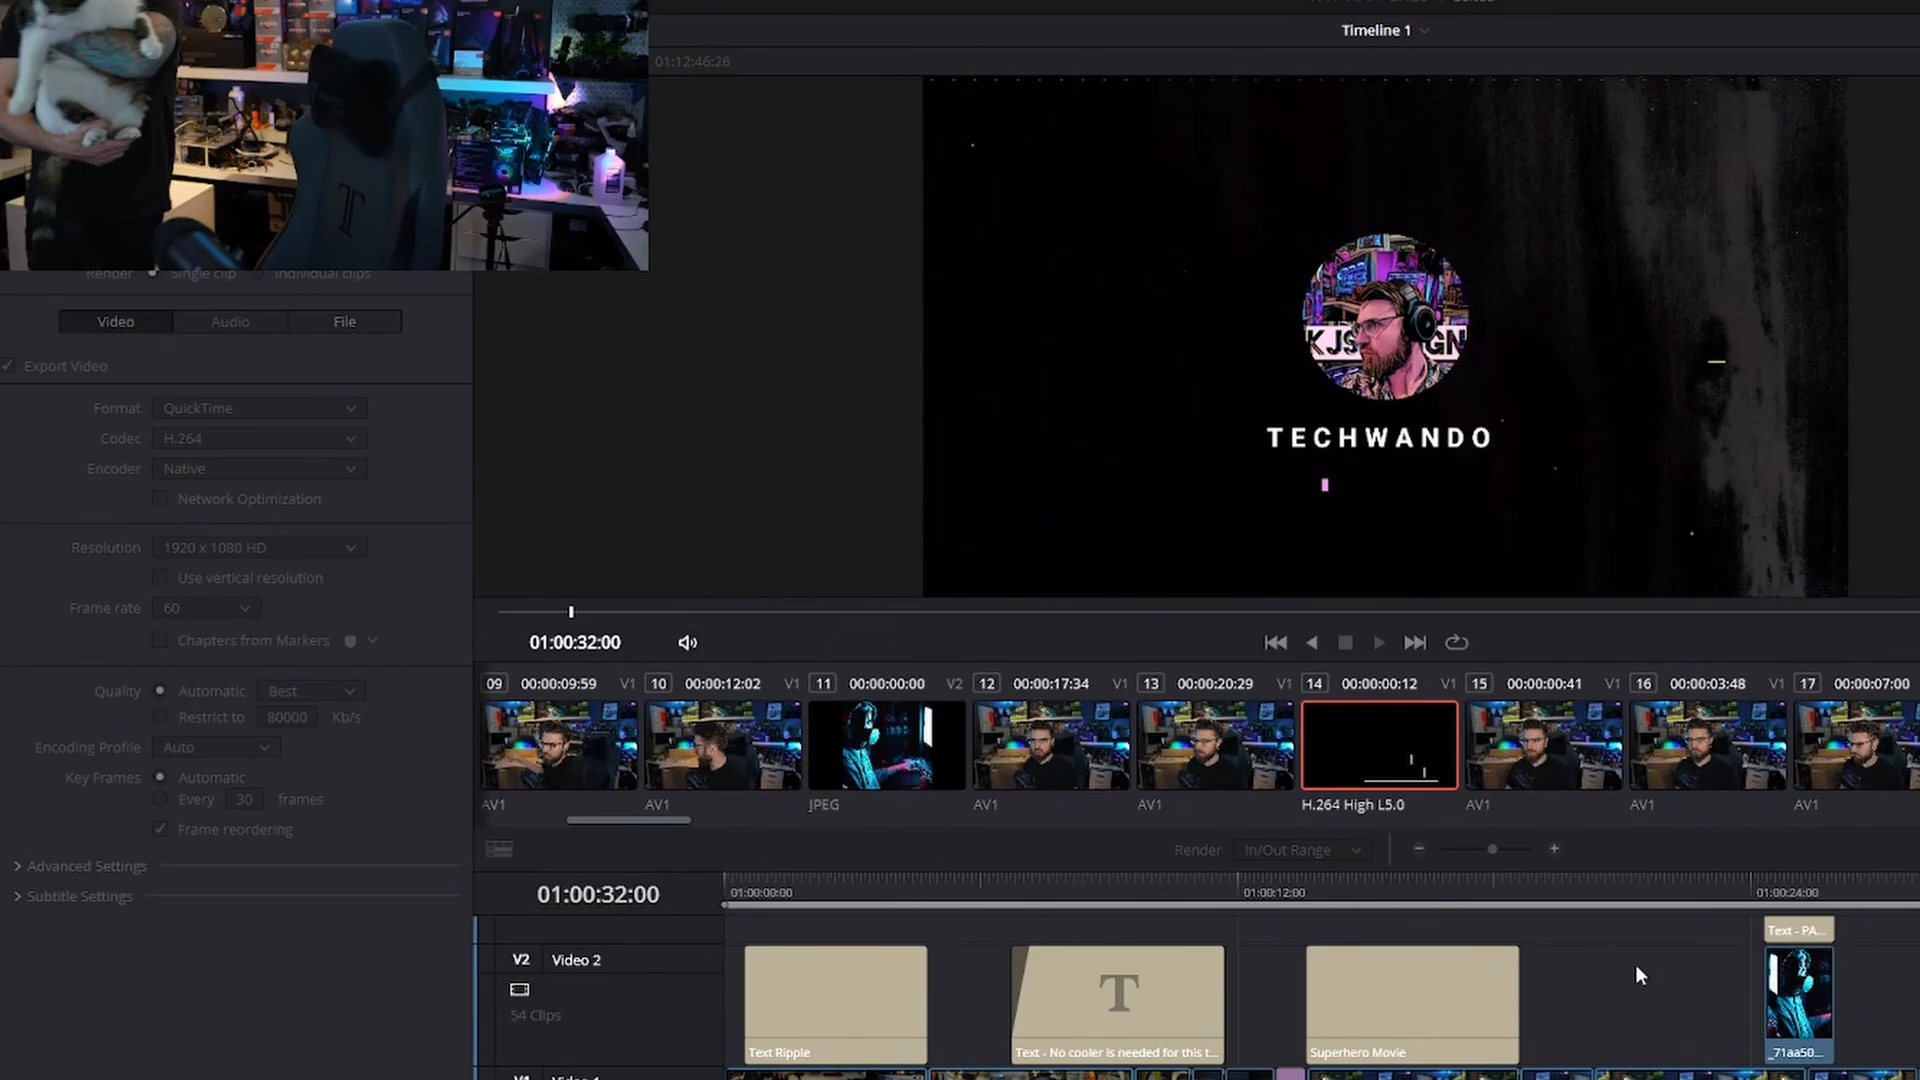 Timeline 1
01:12:46:26
KJS GN
TECHWANDO
Render Single clip Individual clips
Video Audio File
Export Video
Format QuickTime
Codec H.264
Encoder Native
Network Optimization
Resolution 1920 x 1080 HD
Use vertical resolution
Frame rate 60
Chapters from Markers
Quality Automatic Best
Restrict to 80000 Kb/s
Encoding Profile Auto
Key Frames Automatic
Every 30 frames
Frame reordering
Advanced Settings
Subtitle Settings
01:00:32:00
09 00:00:09:59 V1 10 00:00:12:02 V1 11 00:00:00:00 V2 12 00:00:17:34 V1 13 00:00:20:29 V1 14 00:00:00:12 V1 15 00:00:00:41 V1 16 00:00:03:48 V1 17 00:00:07:00
AV1 AV1 JPEG AV1 AV1 H.264 High L5.0 AV1 AV1 AV1
Render In/Out Range
01:00:32:00
01:00:00:00 01:00:12:00 01:00:24:00
V2 Video 2
54 Clips
Text Ripple
T
Text - No cooler is needed for this t...
Superhero Movie
Text - PA...
_71aa50...